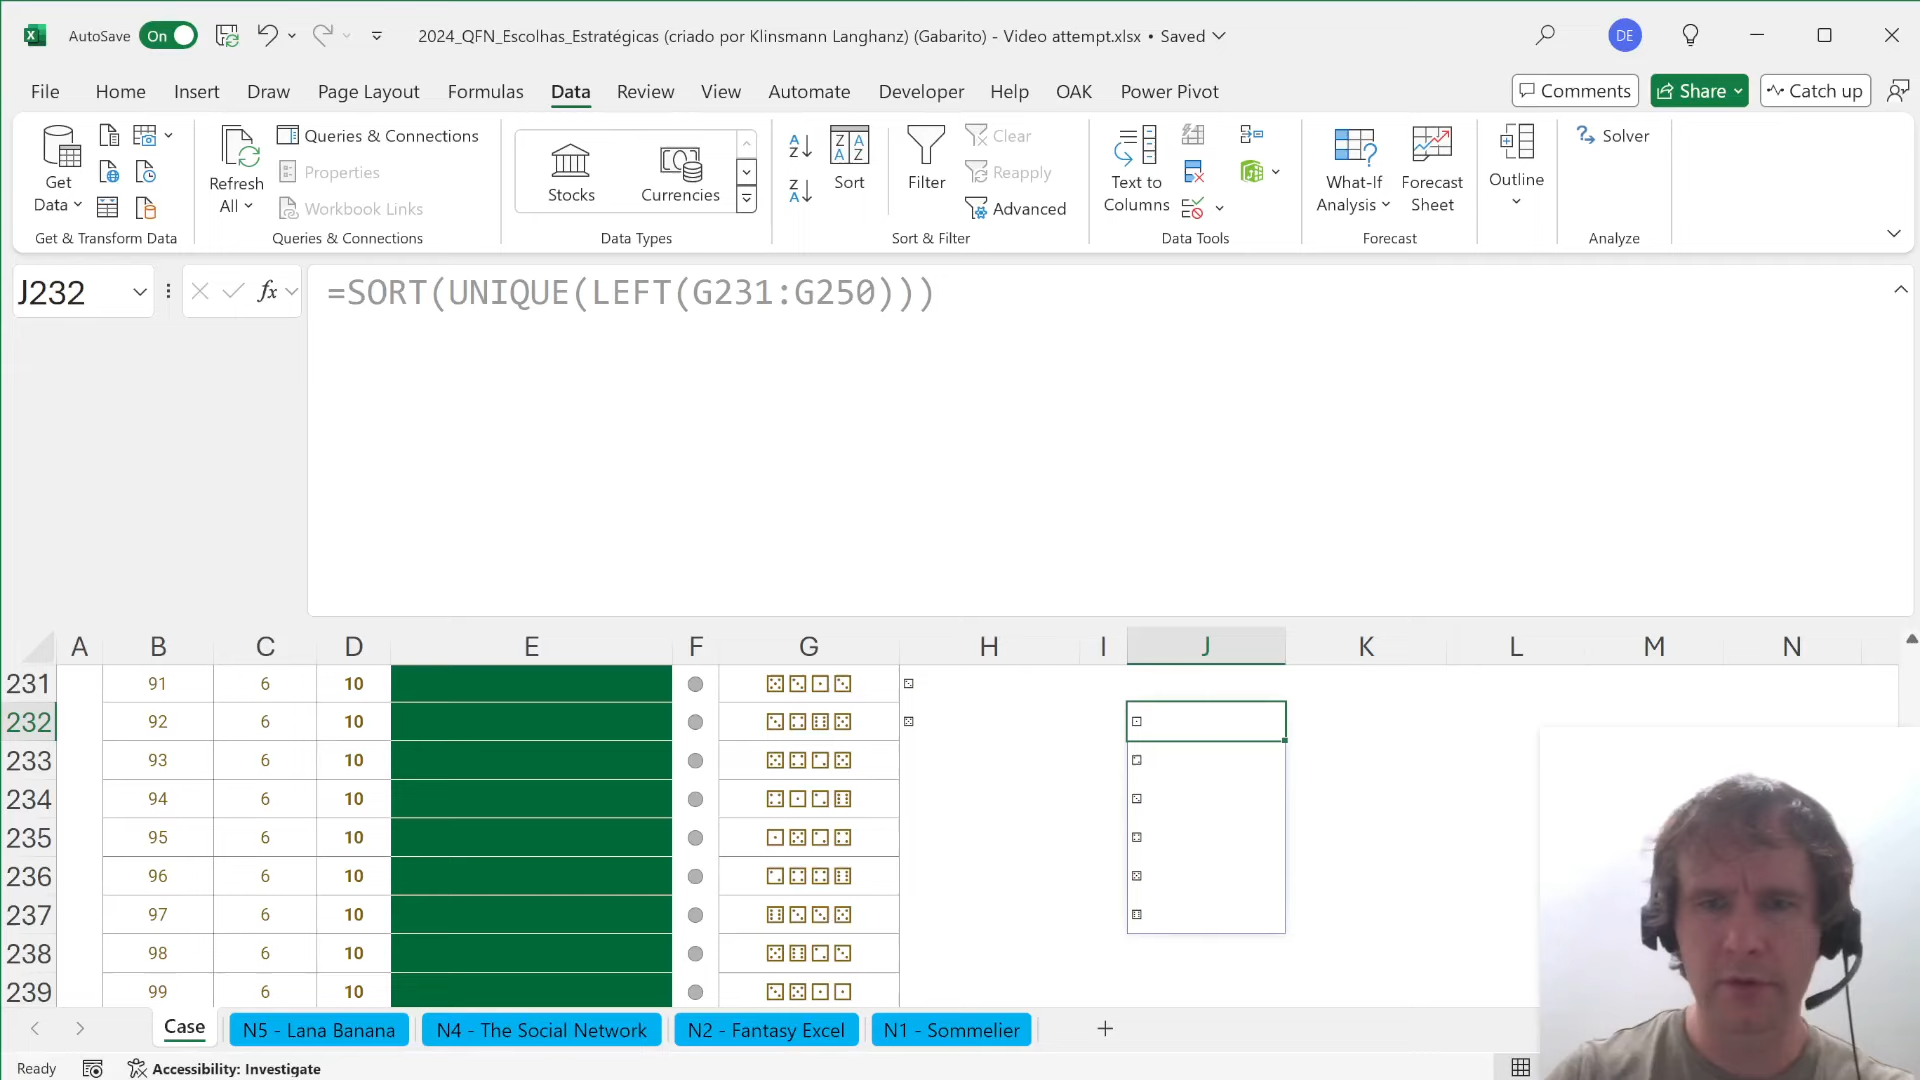 AutoSave On 2024_QFN_Escolhas_Estratégicas (criado por Klinsmann Langhanz) (Gabarito) - Video attempt.xlsx • Saved DE
File Home Insert Draw Page Layout Formulas Data Review View Automate Developer Help OAK Power Pivot Comments Share Catch up
Get Data
Refresh All
Queries & Connections
Properties
Workbook Links
Stocks
Currencies
Sort
Filter
Clear
Reapply
Advanced
Text to Columns
What-If Analysis
Forecast Sheet
Outline
Solver
Get & Transform Data Queries & Connections Data Types Sort & Filter Data Tools Forecast Analyze
J232 fx =SORT(UNIQUE(LEFT(G231:G250)))
A B C D E F G H I J K L M N
231 91 6 10 ⚄⚂⚀⚂ ⚂
232 92 6 10 ⚂⚃⚅⚄ ⚄ ⚀
233 93 6 10 ⚄⚃⚁⚄ ⚁
234 94 6 10 ⚃⚀⚁⚅ ⚂
235 95 6 10 ⚀⚄⚁⚃ ⚃
236 96 6 10 ⚁⚃⚃⚅ ⚄
237 97 6 10 ⚅⚂⚂⚄ ⚅
238 98 6 10 ⚄⚅⚁⚂
239 99 6 10 ⚂⚄⚀⚀
Case N5 - Lana Banana N4 - The Social Network N2 - Fantasy Excel N1 - Sommelier
Ready Accessibility: Investigate